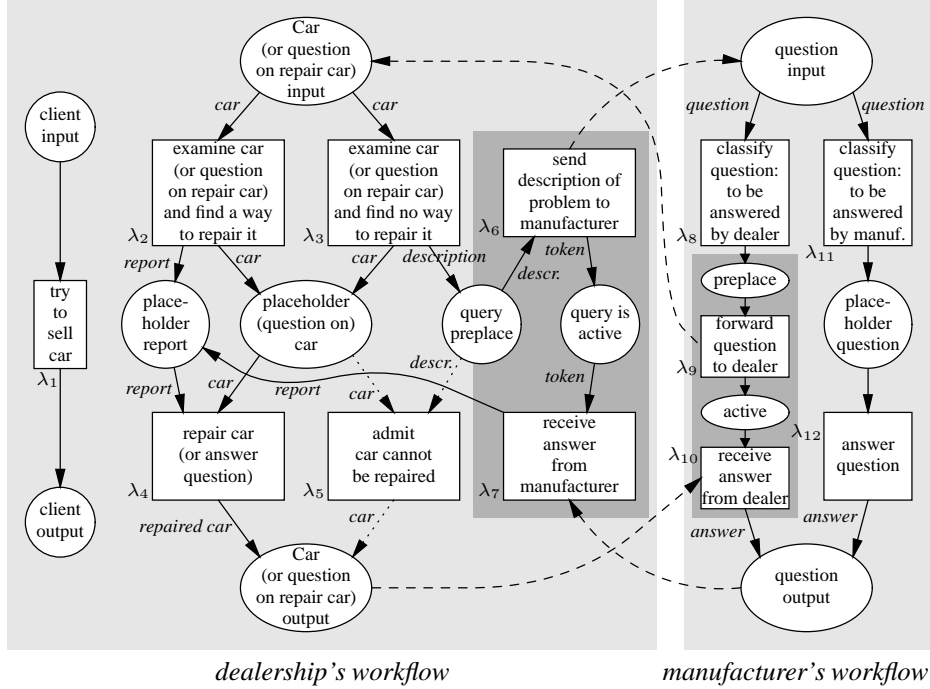 Car
(or question
on repair car)
input
question
input
client
input
car
car
question
question
examine car
(or question
on repair car)
and find a way
to repair it
λ2
examine car
(or question
on repair car)
and find no way
to repair it
λ3
send
description of
problem to
manufacturer
λ6
classify
question:
to be
answered
by dealer
λ8
classify
question:
to be
answered
by manuf.
λ11
report
car
car
description
descr.
token
try
to
sell
car
λ1
place-
holder
report
placeholder
(question on)
car
query
preplace
query is
active
preplace
forward
question
to dealer
λ9
place-
holder
question
report
car
report
car
descr.
token
active
repair car
(or answer
question)
λ4
admit
car cannot
be repaired
λ5
receive
answer
from
manufacturer
λ7
receive
answer
from dealer
λ10
answer
question
λ12
client
output
repaired car
car
answer
answer
Car
(or question
on repair car)
output
question
output
dealership's workflow
manufacturer's workflow